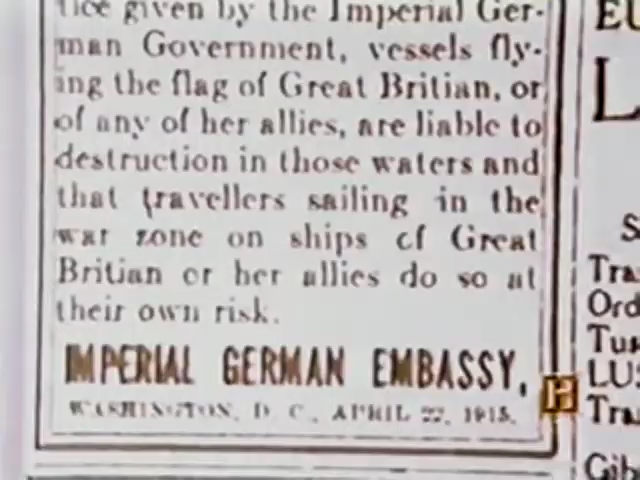 tice given by the Imperial Ger-
man Government, vessels fly-
ing the flag of Great Britian, or
of any of her allies, are liable to
destruction in those waters and
that travellers sailing in the
war zone on ships of Great
Britian or her allies do so at
their own risk.
IMPERIAL GERMAN EMBASSY,
WASHINGTON, D. C., APRIL 22, 1915.
H
EU
L
S
Tra
Ord
Tus
LUS
Tra
Gib